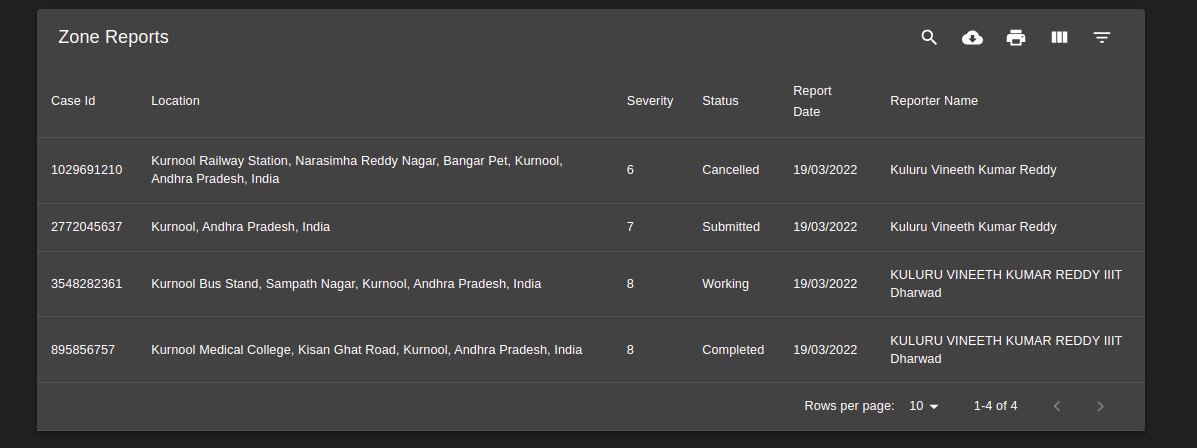 Zone Reports
Case Id Location Severity Status Report Date Reporter Name
1029691210 Kurnool Railway Station, Narasimha Reddy Nagar, Bangar Pet, Kurnool, Andhra Pradesh, India 6 Cancelled 19/03/2022 Kuluru Vineeth Kumar Reddy
2772045637 Kurnool, Andhra Pradesh, India 7 Submitted 19/03/2022 Kuluru Vineeth Kumar Reddy
3548282361 Kurnool Bus Stand, Sampath Nagar, Kurnool, Andhra Pradesh, India 8 Working 19/03/2022 KULURU VINEETH KUMAR REDDY IIIT Dharwad
895856757 Kurnool Medical College, Kisan Ghat Road, Kurnool, Andhra Pradesh, India 8 Completed 19/03/2022 KULURU VINEETH KUMAR REDDY IIIT Dharwad
Rows per page: 10 1-4 of 4